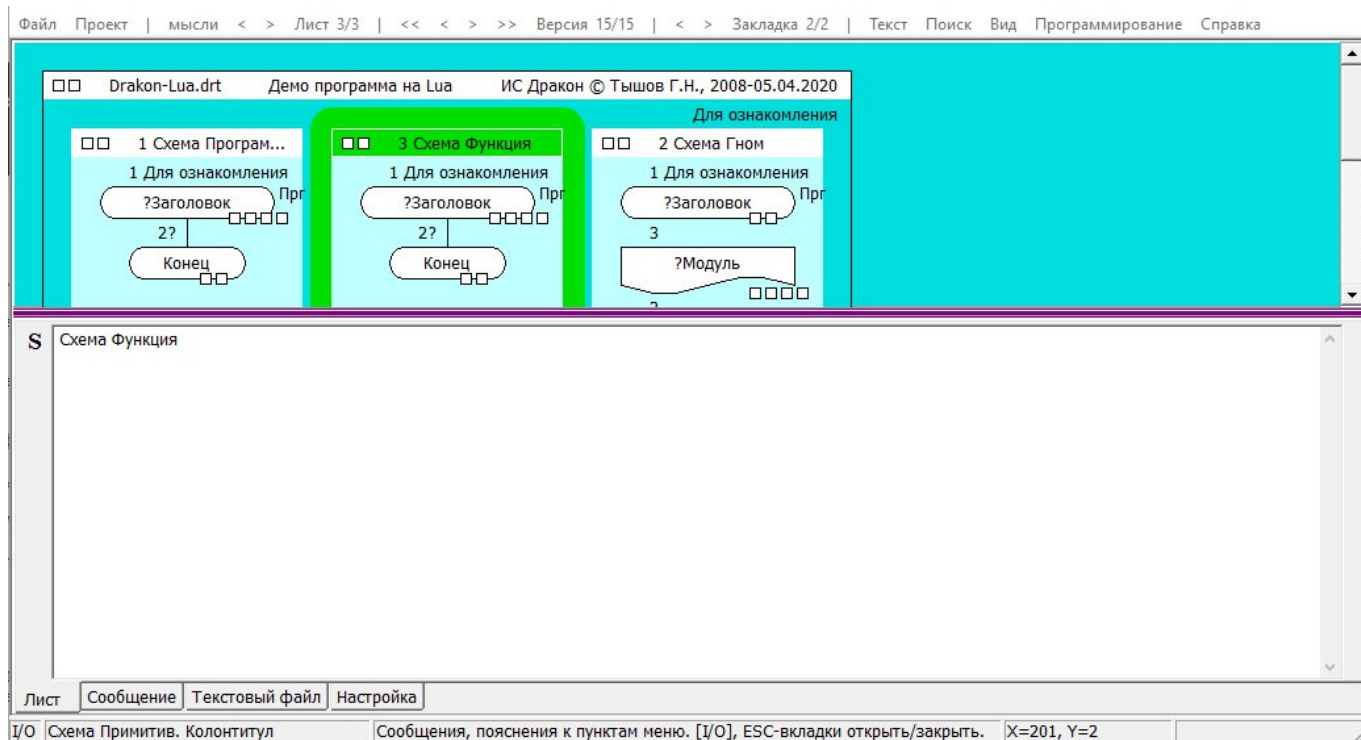 Файл Проект | мысли < > Лист 3/3 | << < > >> Версия 15/15 | < > Закладка 2/2 | Текст Поиск Вид Программирование Справка
Drakon-Lua.drt Демо программа на Lua ИС Дракон © Тышов Г.Н., 2008-05.04.2020
Для ознакомления
1 Схема Програм... 3 Схема Функция 2 Схема Гном
1 Для ознакомления 1 Для ознакомления 1 Для ознакомления
?Заголовок Прг ?Заголовок Прг ?Заголовок Прг
2? 2? 3
Конец Конец ?Модуль
S Схема Функция
Лист Сообщение Текстовый файл Настройка
I/O Схема Примитив. Колонтитул Сообщения, пояснения к пунктам меню. [I/O], ESC-вкладки открыть/закрыть. X=201, Y=2